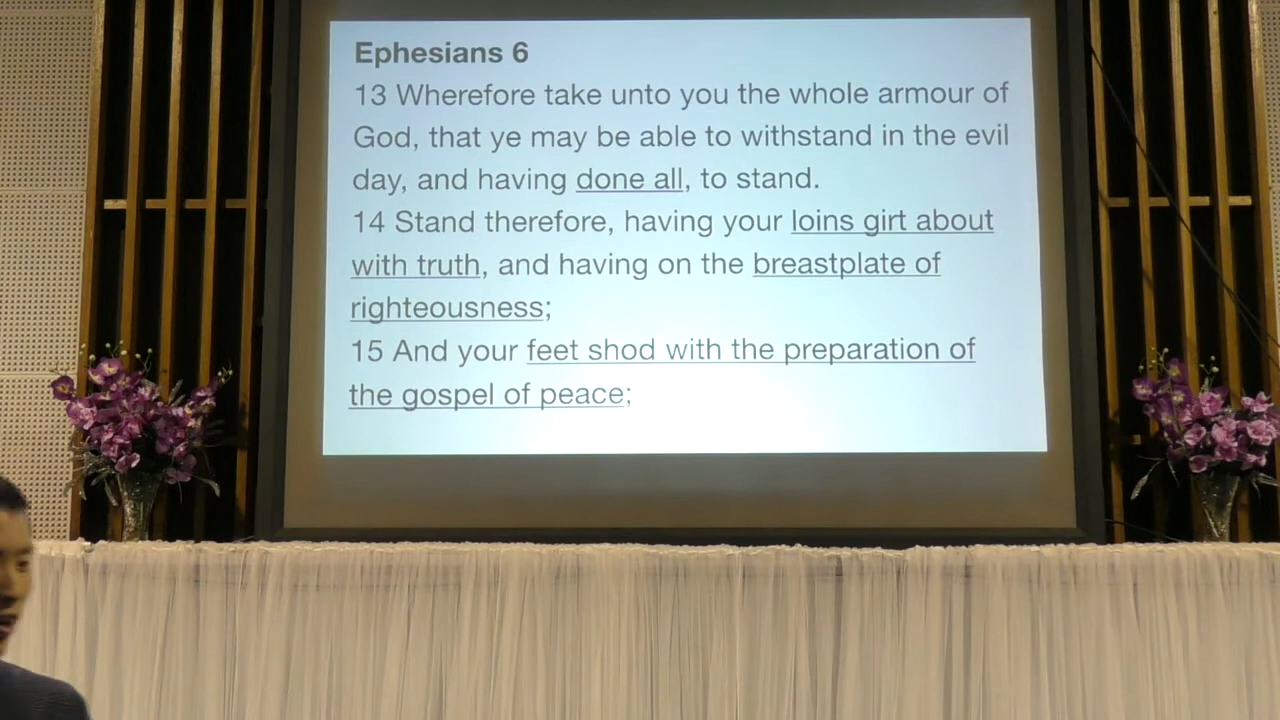 Ephesians 6
13 Wherefore take unto you the whole armour of
God, that ye may be able to withstand in the evil
day, and having done all, to stand.
14 Stand therefore, having your loins girt about
with truth, and having on the breastplate of
righteousness;
15 And your feet shod with the preparation of
the gospel of peace;